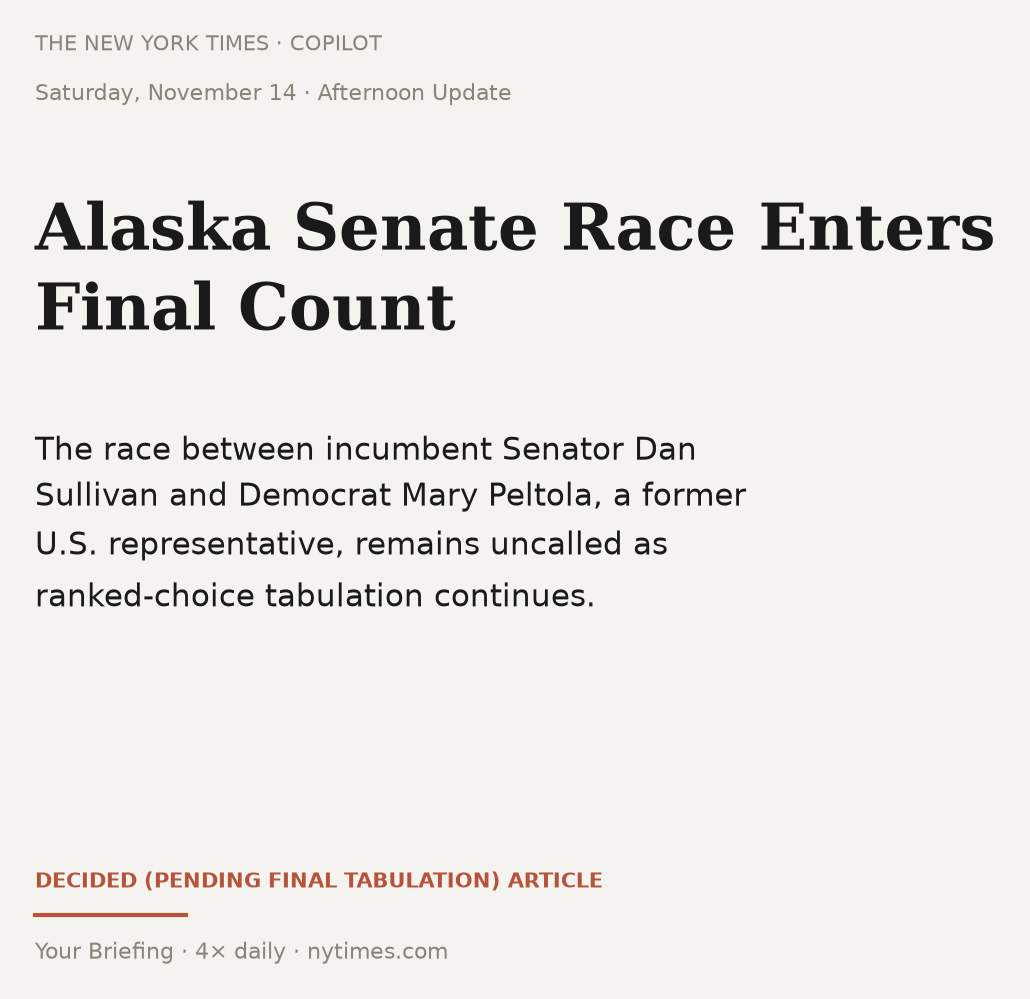 THE NEW YORK TIMES · COPILOT
Saturday, November 14 · Afternoon Update
Alaska Senate Race Enters
Final Count
The race between incumbent Senator Dan
Sullivan and Democrat Mary Peltola, a former
U.S. representative, remains uncalled as
ranked-choice tabulation continues.
DECIDED (PENDING FINAL TABULATION) ARTICLE
Your Briefing · 4× daily · nytimes.com